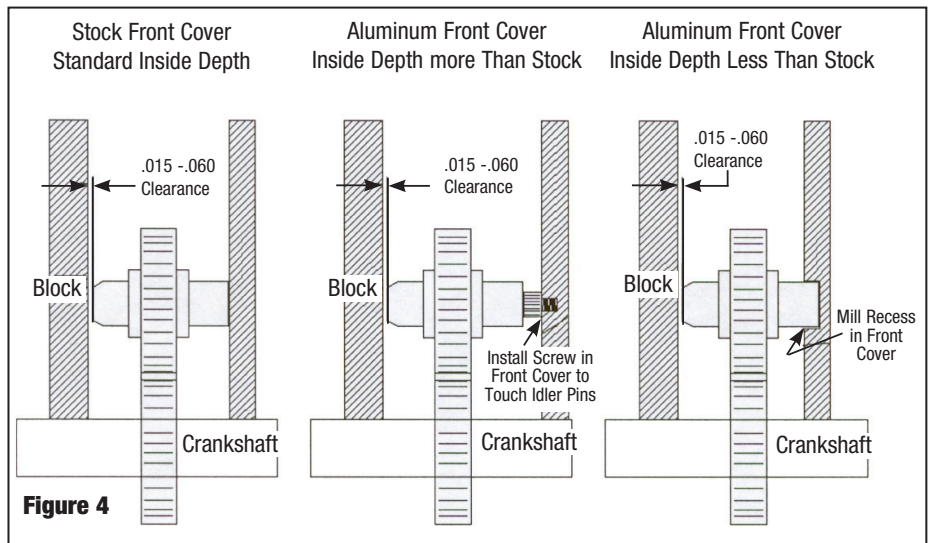 Stock Front Cover
Standard Inside Depth
.015 -.060
Clearance
Block
Crankshaft
Aluminum Front Cover
Inside Depth more Than Stock
.015 -.060
Clearance
Block
Install Screw in
Front Cover to
Touch Idler Pins
Crankshaft
Aluminum Front Cover
Inside Depth Less Than Stock
.015 -.060
Clearance
Block
Mill Recess
in Front
Cover
Crankshaft
Figure 4